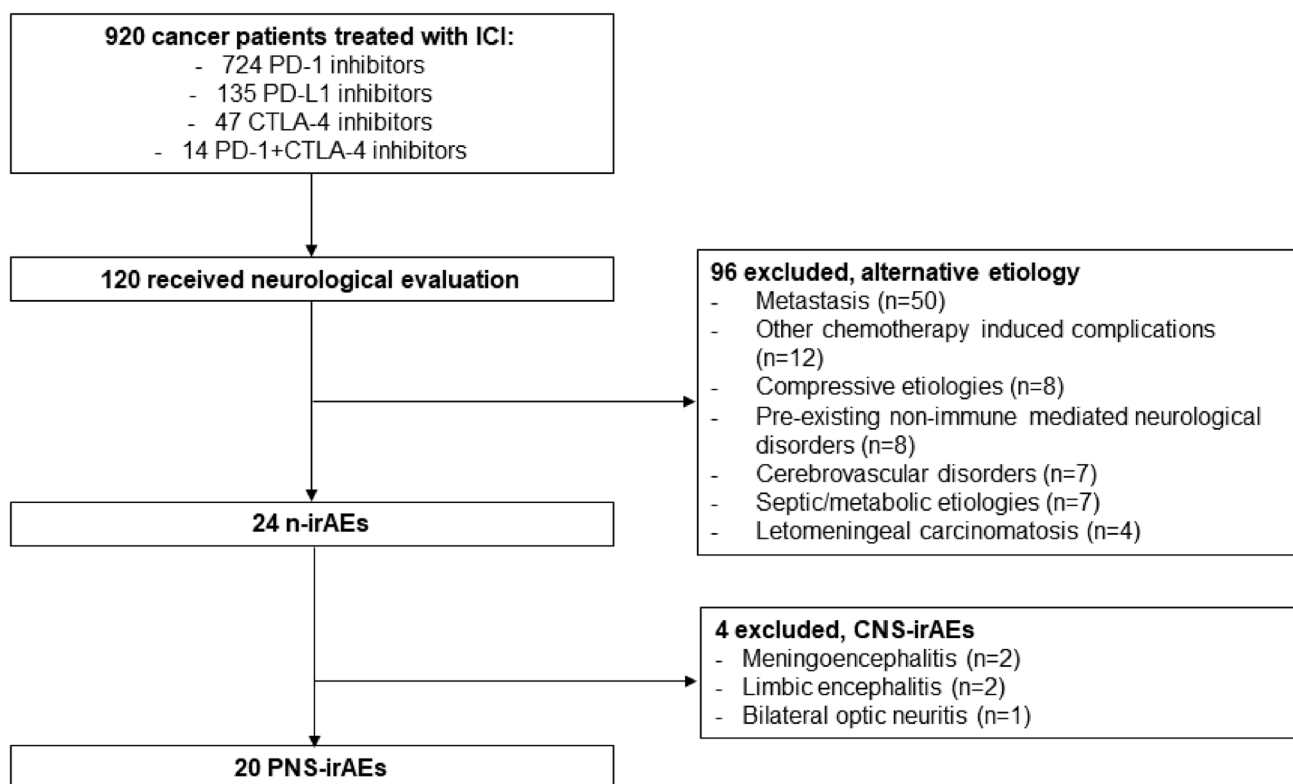 920 cancer patients treated with ICI:
- 724 PD-1 inhibitors
- 135 PD-L1 inhibitors
- 47 CTLA-4 inhibitors
- 14 PD-1+CTLA-4 inhibitors
120 received neurological evaluation
96 excluded, alternative etiology
- Metastasis (n=50)
- Other chemotherapy induced complications
(n=12)
- Compressive etiologies (n=8)
- Pre-existing non-immune mediated neurological
disorders (n=8)
- Cerebrovascular disorders (n=7)
- Septic/metabolic etiologies (n=7)
- Letomeningeal carcinomatosis (n=4)
24 n-irAEs
4 excluded, CNS-irAEs
- Meningoencephalitis (n=2)
- Limbic encephalitis (n=2)
- Bilateral optic neuritis (n=1)
20 PNS-irAEs